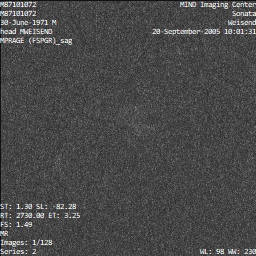 M87101072
M87101072
30-June-1971 M
head MWEISEND
MPRAGE (FSPGR)_sag
MIND Imaging Center
Sonata
Weisend
20-September-2005 10:01:31
ST: 1.30 SL: -82.28
RT: 2730.00 ET: 3.25
FS: 1.49
MR
Images: 1/128
Series: 2
WL: 98 WW: 230